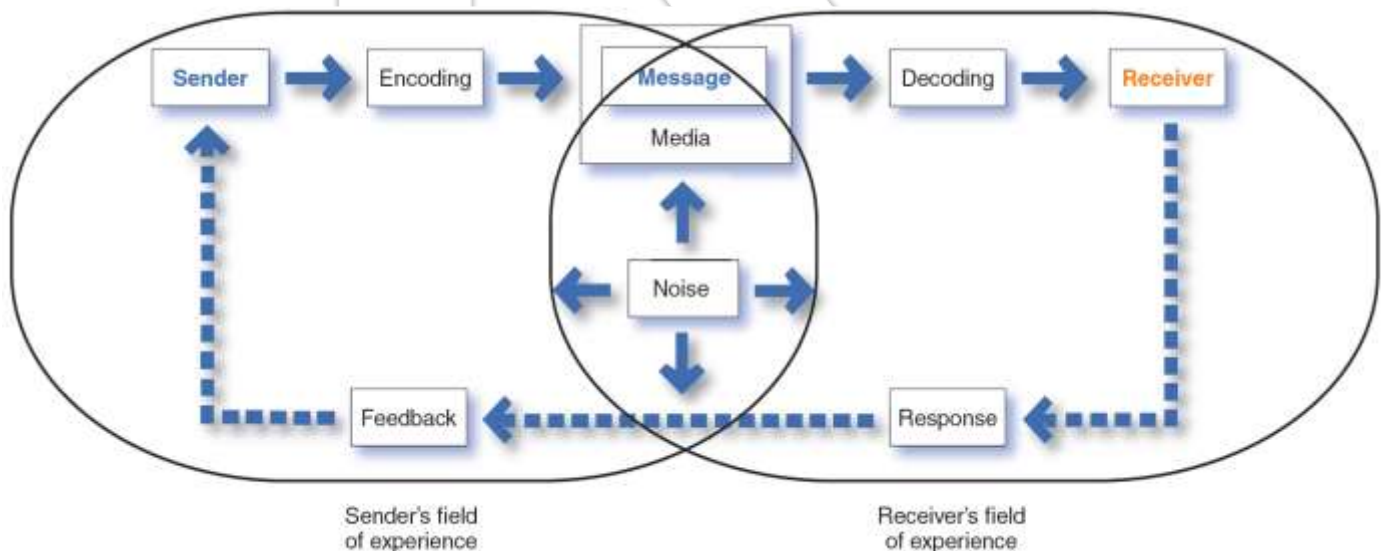 Sender
Encoding
Message
Decoding
Receiver
Media
Noise
Feedback
Response
Sender's field
of experience
Receiver's field
of experience